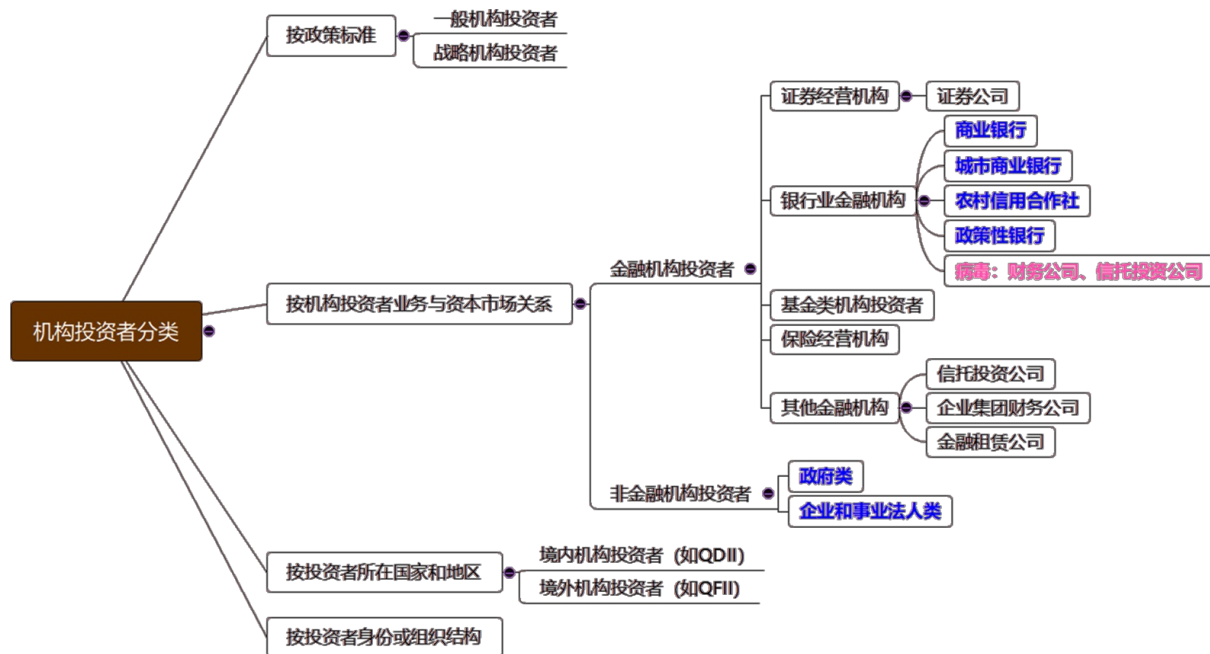 机构投资者分类
按政策标准
一般机构投资者
战略机构投资者
按机构投资者业务与资本市场关系
金融机构投资者
证券经营机构
证券公司
银行业金融机构
商业银行
城市商业银行
农村信用合作社
政策性银行
病毒：财务公司、信托投资公司
基金类机构投资者
保险经营机构
其他金融机构
信托投资公司
企业集团财务公司
金融租赁公司
非金融机构投资者
政府类
企业和事业法人类
按投资者所在国家和地区
境内机构投资者（如QDII）
境外机构投资者（如QFII）
按投资者身份或组织结构